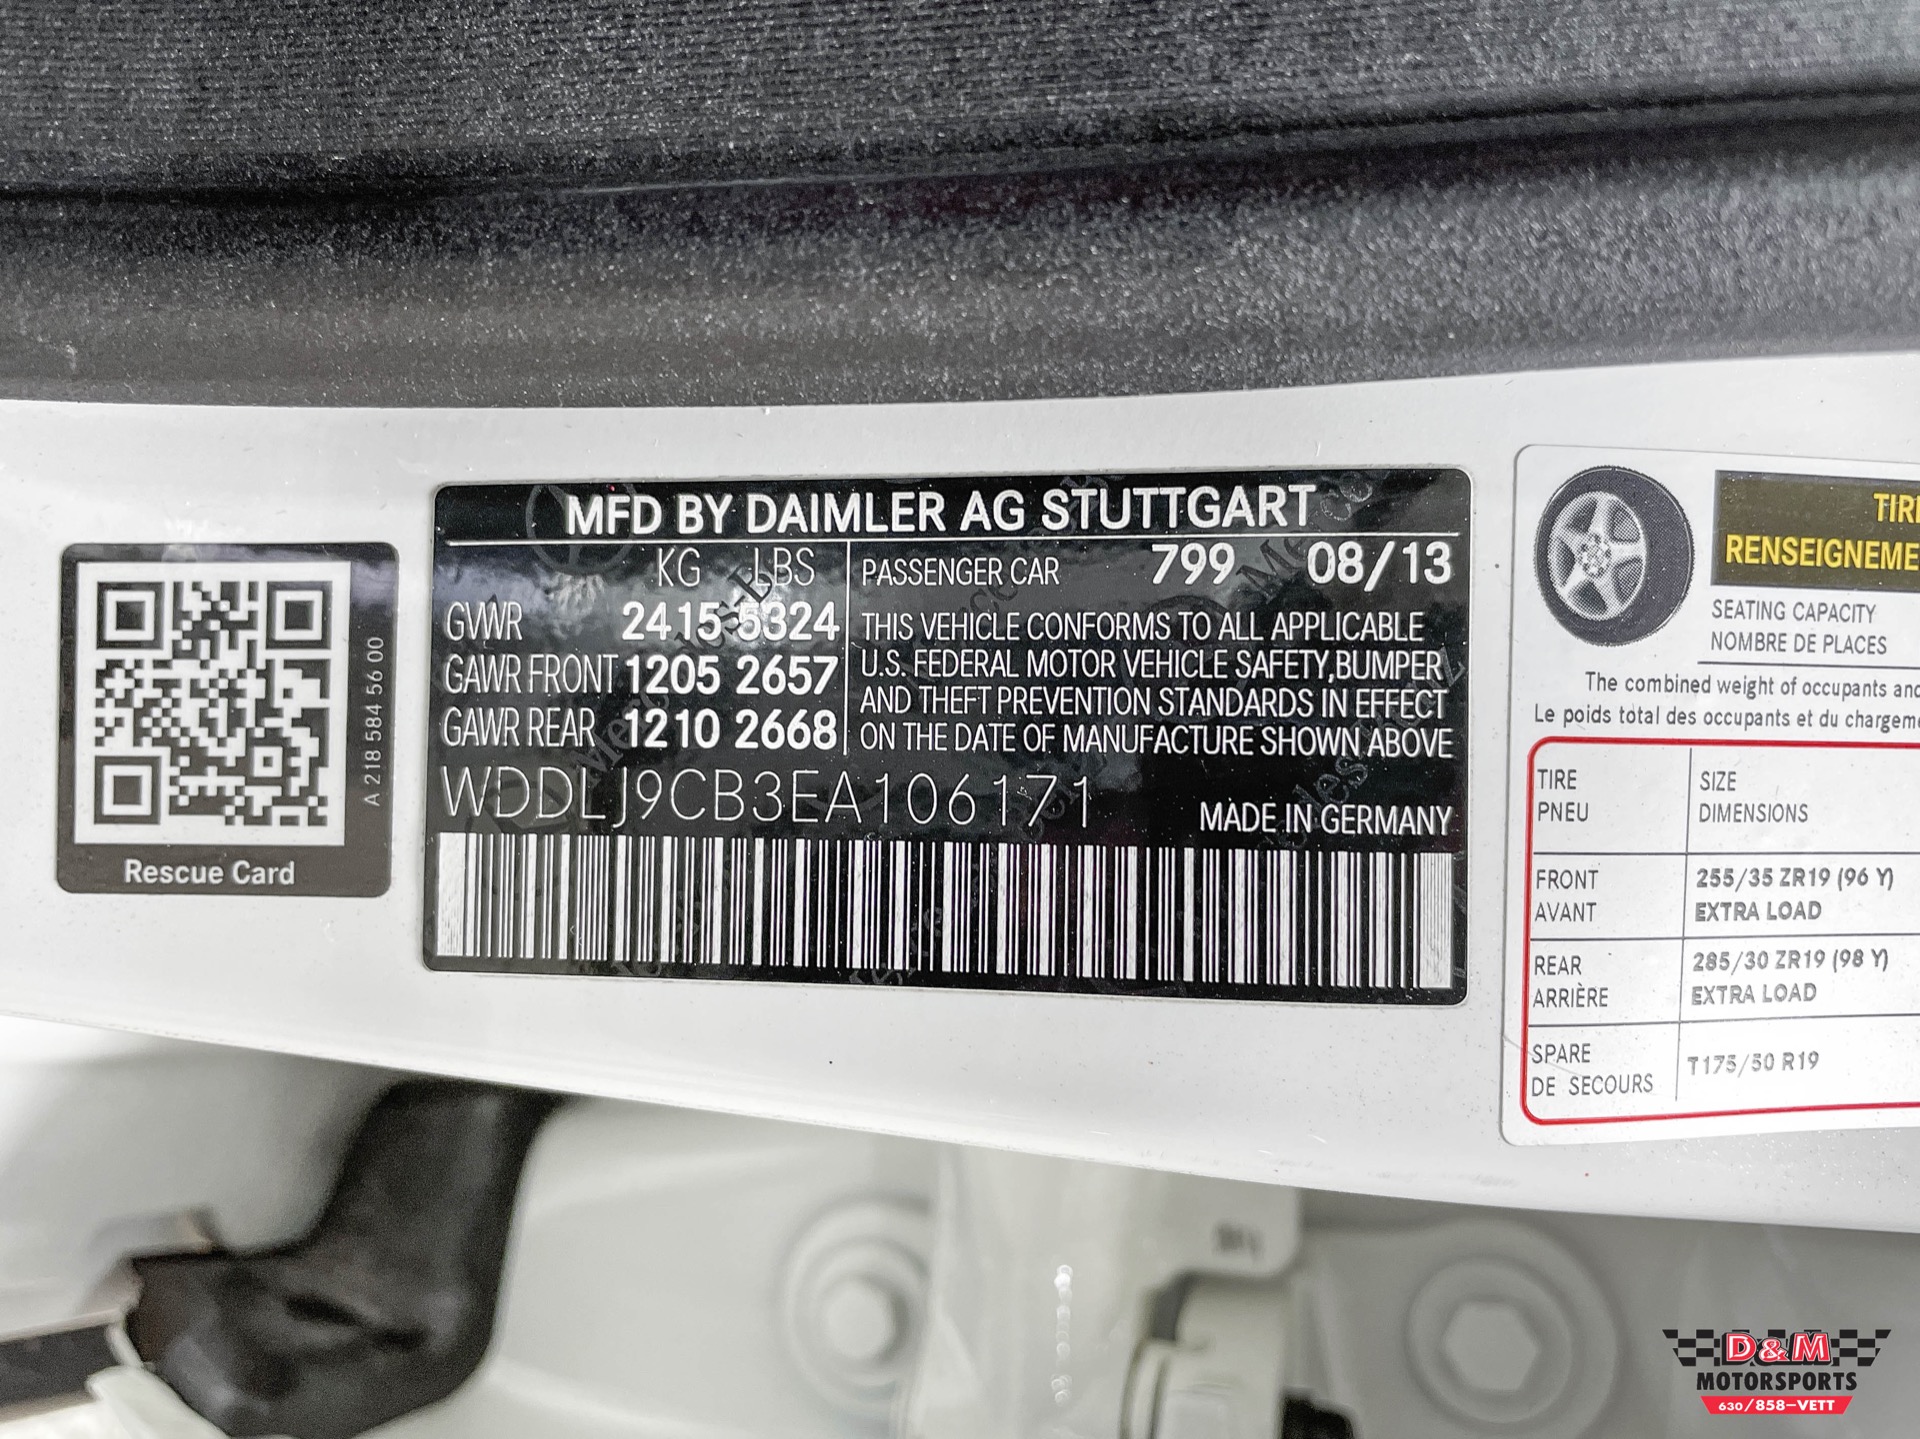 MFD BY DAIMLER AG STUTTGART
KG LBS
GVWR 2415 5324
GAWR FRONT 1205 2657
GAWR REAR 1210 2668
PASSENGER CAR 799 08/13
THIS VEHICLE CONFORMS TO ALL APPLICABLE
U.S. FEDERAL MOTOR VEHICLE SAFETY,BUMPER
AND THEFT PREVENTION STANDARDS IN EFFECT
ON THE DATE OF MANUFACTURE SHOWN ABOVE
WDDLJ9CB3EA106171
MADE IN GERMANY
A 218 584 56 00
Rescue Card
TIR
RENSEIGNEME
SEATING CAPACITY
NOMBRE DE PLACES
The combined weight of occupants and
Le poids total des occupants et du chargeme
TIRE
PNEU
SIZE
DIMENSIONS
FRONT
AVANT
255/35 ZR19 (96 Y)
EXTRA LOAD
REAR
ARRIÈRE
285/30 ZR19 (98 Y)
EXTRA LOAD
SPARE
DE SECOURS
T175/50 R19
D&M
MOTORSPORTS
630/858-VETT